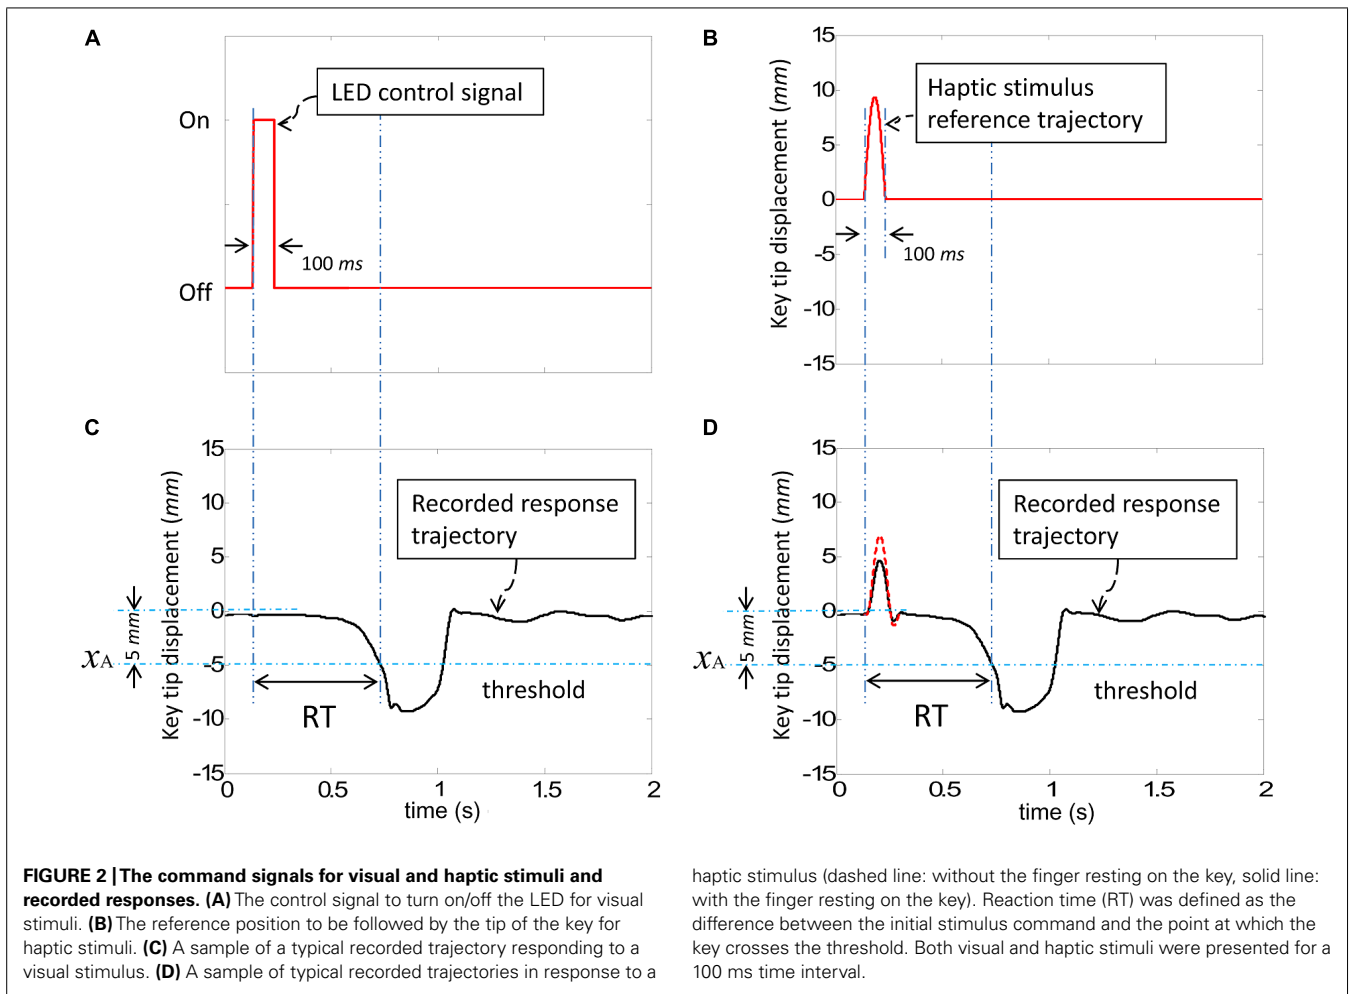 A
On
Off
LED control signal
100 ms
B
Key tip displacement (mm)
15
10
5
0
-5
-10
-15
Haptic stimulus
reference trajectory
100 ms
C
Key tip displacement (mm)
15
10
5
0
-5
-10
-15
5 mm
xA
Recorded response
trajectory
RT
threshold
0
0.5
1
1.5
2
time (s)
D
Key tip displacement (mm)
15
10
5
0
-5
-10
-15
5 mm
xA
Recorded response
trajectory
RT
threshold
0
0.5
1
1.5
2
time (s)
FIGURE 2 | The command signals for visual and haptic stimuli and
recorded responses. (A) The control signal to turn on/off the LED for visual
stimuli. (B) The reference position to be followed by the tip of the key for
haptic stimuli. (C) A sample of a typical recorded trajectory responding to a
visual stimulus. (D) A sample of typical recorded trajectories in response to a
haptic stimulus (dashed line: without the finger resting on the key, solid line:
with the finger resting on the key). Reaction time (RT) was defined as the
difference between the initial stimulus command and the point at which the
key crosses the threshold. Both visual and haptic stimuli were presented for a
100 ms time interval.